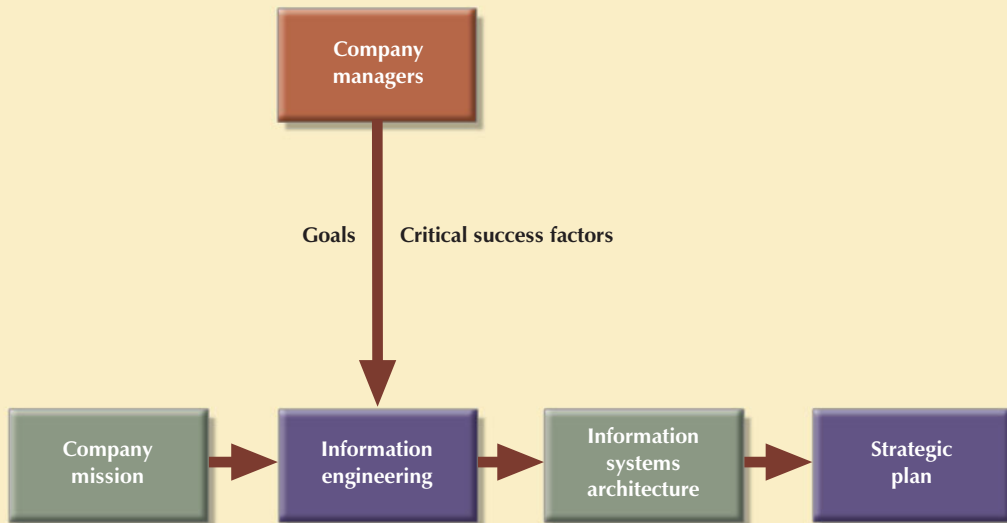 Company
managers
Goals
Critical success factors
Company
mission
Information
engineering
Information
systems
architecture
Strategic
plan